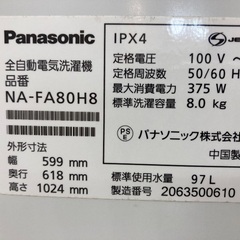 Panasonic
全自動電気洗濯機
品番
NA-FA80H8
外形寸法
幅 599 mm
奥行 618 mm
高さ 1024 mm
IPX4
定格電圧 100 V
定格周波数 50/60 H
最大消費電力 375 W
標準洗濯容量 8.0 kg
PS
E
パナソニック株式会
中国製
標準使用水量 97 L
製造番号 2063500610